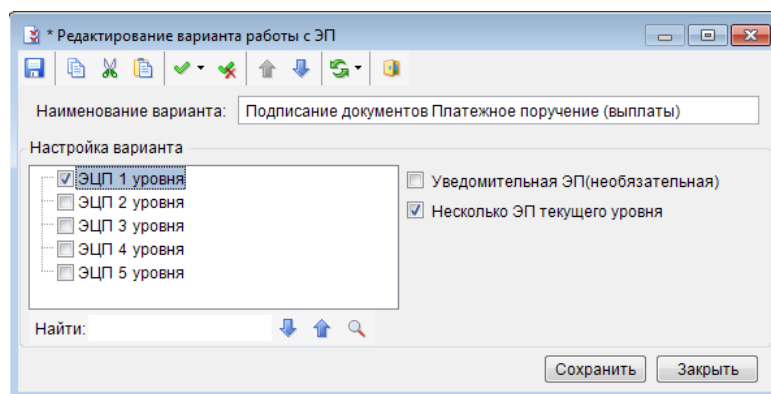 * Редактирование варианта работы с ЭП
Наименование варианта: Подписание документов Платежное поручение (выплаты)
Настройка варианта
ЭЦП 1 уровня
ЭЦП 2 уровня
ЭЦП 3 уровня
ЭЦП 4 уровня
ЭЦП 5 уровня
Уведомительная ЭП(необязательная)
Несколько ЭП текущего уровня
Найти:
Сохранить Закрыть